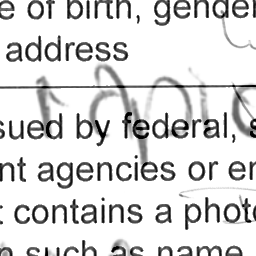 e of birth, gender
address
sued by federal, s
nt agencies or en
t contains a photo
n such as name